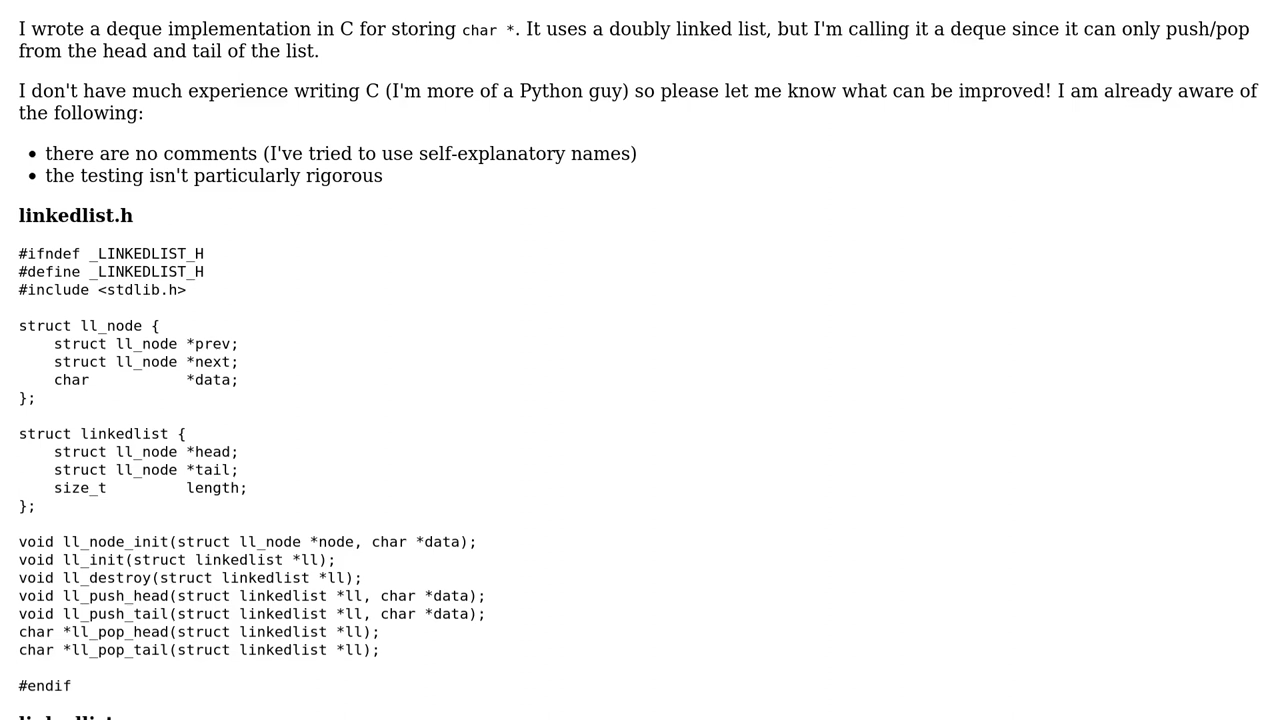 I wrote a deque implementation in C for storing char *. It uses a doubly linked list, but I'm calling it a deque since it can only push/pop
from the head and tail of the list.
I don't have much experience writing C (I'm more of a Python guy) so please let me know what can be improved! I am already aware of
the following:
• there are no comments (I've tried to use self-explanatory names)
• the testing isn't particularly rigorous
linkedlist.h
#ifndef _LINKEDLIST_H
#define _LINKEDLIST_H
#include <stdlib.h>
struct ll_node {
    struct ll_node *prev;
    struct ll_node *next;
    char           *data;
};
struct linkedlist {
    struct ll_node *head;
    struct ll_node *tail;
    size_t         length;
};
void ll_node_init(struct ll_node *node, char *data);
void ll_init(struct linkedlist *ll);
void ll_destroy(struct linkedlist *ll);
void ll_push_head(struct linkedlist *ll, char *data);
void ll_push_tail(struct linkedlist *ll, char *data);
char *ll_pop_head(struct linkedlist *ll);
char *ll_pop_tail(struct linkedlist *ll);
#endif